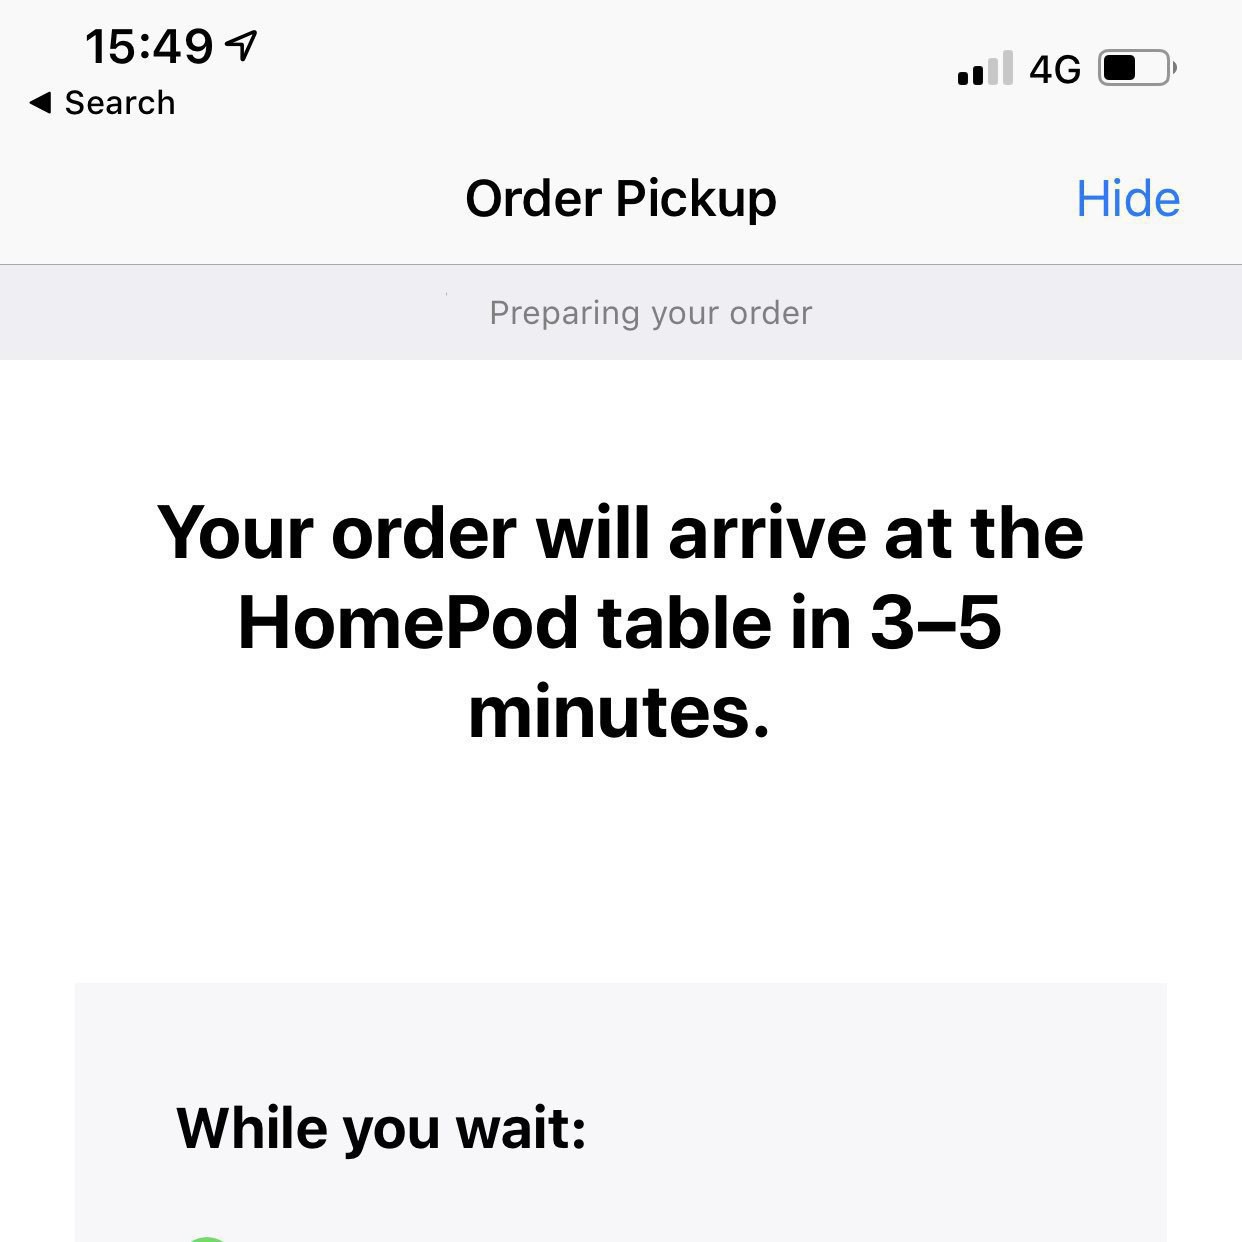 15:49
4G
Search
Order Pickup
Hide
Preparing your order
Your order will arrive at the
HomePod table in 3–5
minutes.
While you wait: